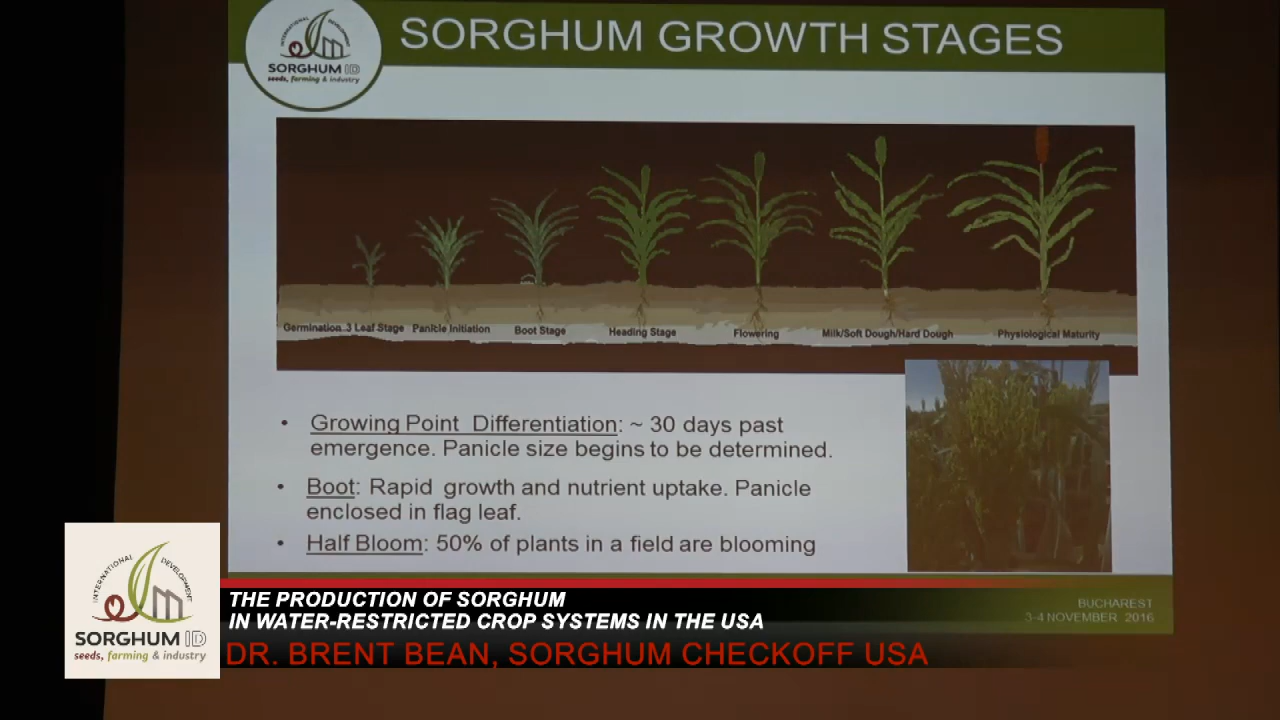 INTERNATIONAL DEVELOPMENT
SORGHUM ID
seeds, farming & industry
SORGHUM GROWTH STAGES
Germination 3 Leaf Stage Panicle Initiation Boot Stage Heading Stage Flowering Milk/Soft Dough/Hard Dough Physiological Maturity
• Growing Point Differentiation: ~ 30 days past
emergence. Panicle size begins to be determined.
• Boot: Rapid growth and nutrient uptake. Panicle
enclosed in flag leaf.
• Half Bloom: 50% of plants in a field are blooming
BUCHAREST
3-4 NOVEMBER 2016
INTERNATIONAL DEVELOPMENT
SORGHUM ID
seeds, farming & industry
THE PRODUCTION OF SORGHUM
IN WATER-RESTRICTED CROP SYSTEMS IN THE USA
DR. BRENT BEAN, SORGHUM CHECKOFF USA